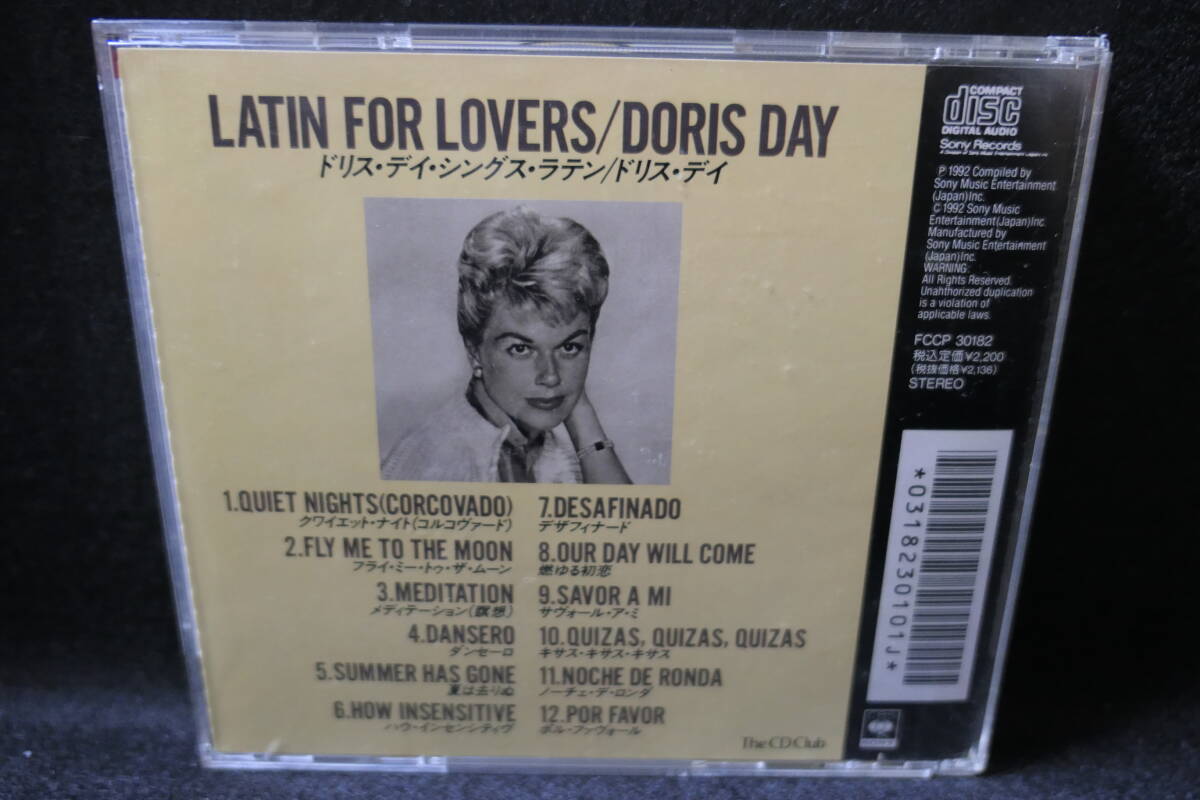 LATIN FOR LOVERS/DORIS DAY
ドリス・デイ・シングス・ラテン/ドリス・デイ
1.QUIET NIGHTS(CORCOVADO)
クワイエット・ナイト(コルコヴァード)
2.FLY ME TO THE MOON
フライ・ミー・トゥ・ザ・ムーン
3.MEDITATION
メディテーション(瞑想)
4.DANSERO
ダンセーロ
5.SUMMER HAS GONE
夏は去りぬ
6.HOW INSENSITIVE
ハウ・インセンシティヴ
7.DESAFINADO
デザフィナード
8.OUR DAY WILL COME
燃ゆる初恋
9.SAVOR A MI
サヴォール・ア・ミ
10.QUIZAS, QUIZAS, QUIZAS
キサス・キサス・キサス
11.NOCHE DE RONDA
ノーチェ・デ・ロンダ
12.POR FAVOR
ポル・ファヴォール
The CD Club
COMPACT
disc
DIGITAL AUDIO
Sony Records
℗ 1992 Compiled by
Sony Music Entertainment
(Japan)Inc.
© 1992 Sony Music
Entertainment(Japan)Inc.
Manufactured by
Sony Music Entertainment
(Japan)Inc.
WARNING.
All Rights Reserved.
Unahthorized duplication
is a violation of
applicable laws.
FCCP 30182
税込定価¥2,200
(税抜価格¥2,136)
STEREO
*0318230101J*